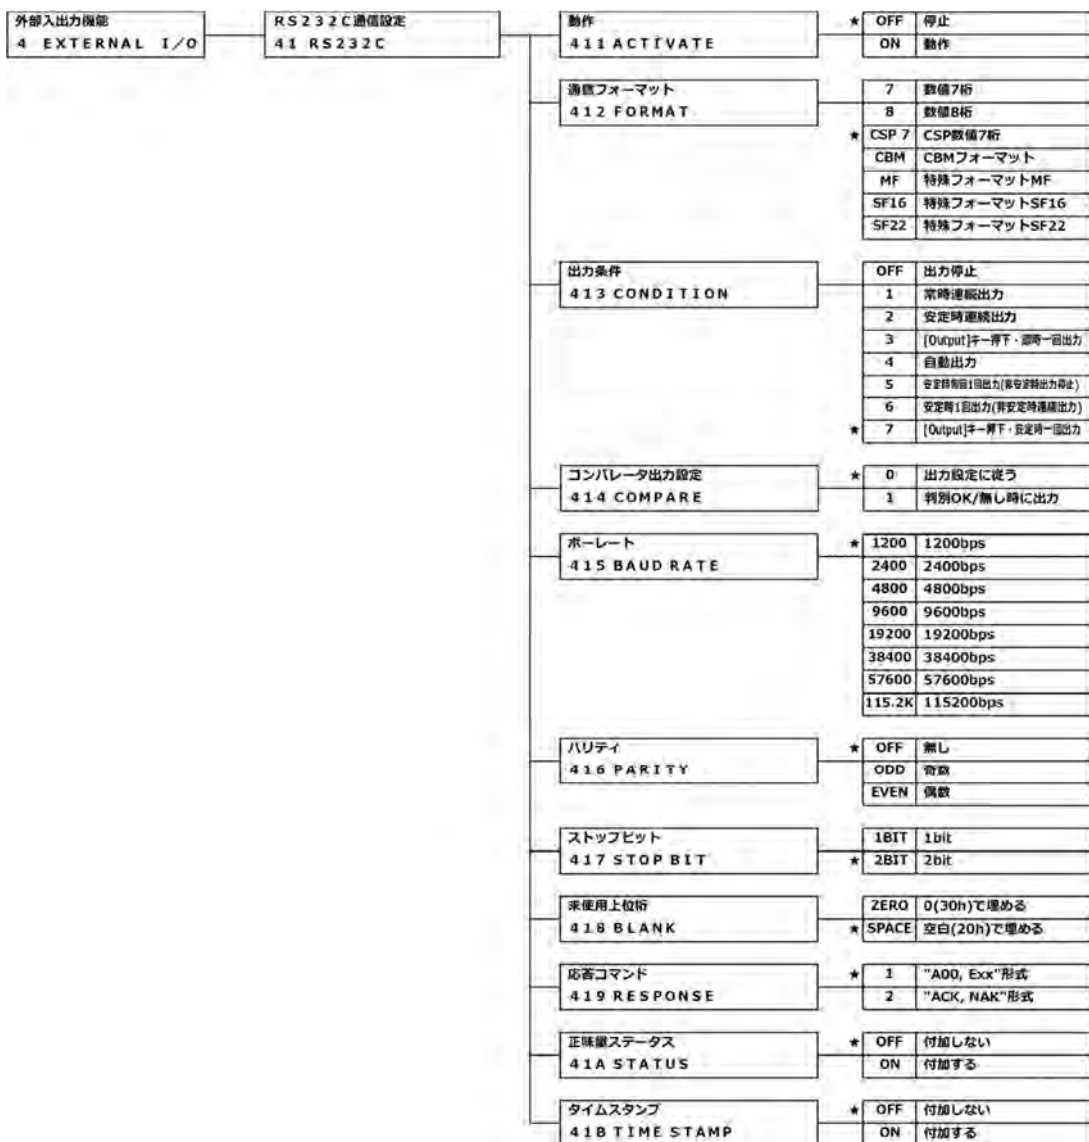 外部入出力機能
4 EXTERNAL I/O
RS232C通信設定
41 RS232C
動作
411 ACTIVATE
★ OFF 停止
ON 動作
通信フォーマット
412 FORMAT
7 数値7桁
8 数値8桁
★ CSP 7 CSP数値7桁
CBM CBMフォーマット
MF 特殊フォーマットMF
SF16 特殊フォーマットSF16
SF22 特殊フォーマットSF22
出力条件
413 CONDITION
OFF 出力停止
1 常時連続出力
2 安定時連続出力
3 [Output]キー押下・即時一回出力
4 自動出力
5 安定時毎回1回出力(非安定時出力停止)
6 安定時1回出力(非安定時連続出力)
★ 7 [Output]キー押下・安定時一回出力
コンパレータ出力設定
414 COMPARE
★ 0 出力設定に従う
1 判別OK/無し時に出力
ボーレート
415 BAUD RATE
★ 1200 1200bps
2400 2400bps
4800 4800bps
9600 9600bps
19200 19200bps
38400 38400bps
57600 57600bps
115.2K 115200bps
パリティ
416 PARITY
★ OFF 無し
ODD 奇数
EVEN 偶数
ストップビット
417 STOP BIT
1BIT 1bit
★ 2BIT 2bit
未使用上位桁
418 BLANK
ZERO 0(30h)で埋める
★ SPACE 空白(20h)で埋める
応答コマンド
419 RESPONSE
★ 1 "A00, Exx"形式
2 "ACK, NAK"形式
正味量ステータス
41A STATUS
★ OFF 付加しない
ON 付加する
タイムスタンプ
41B TIME STAMP
★ OFF 付加しない
ON 付加する